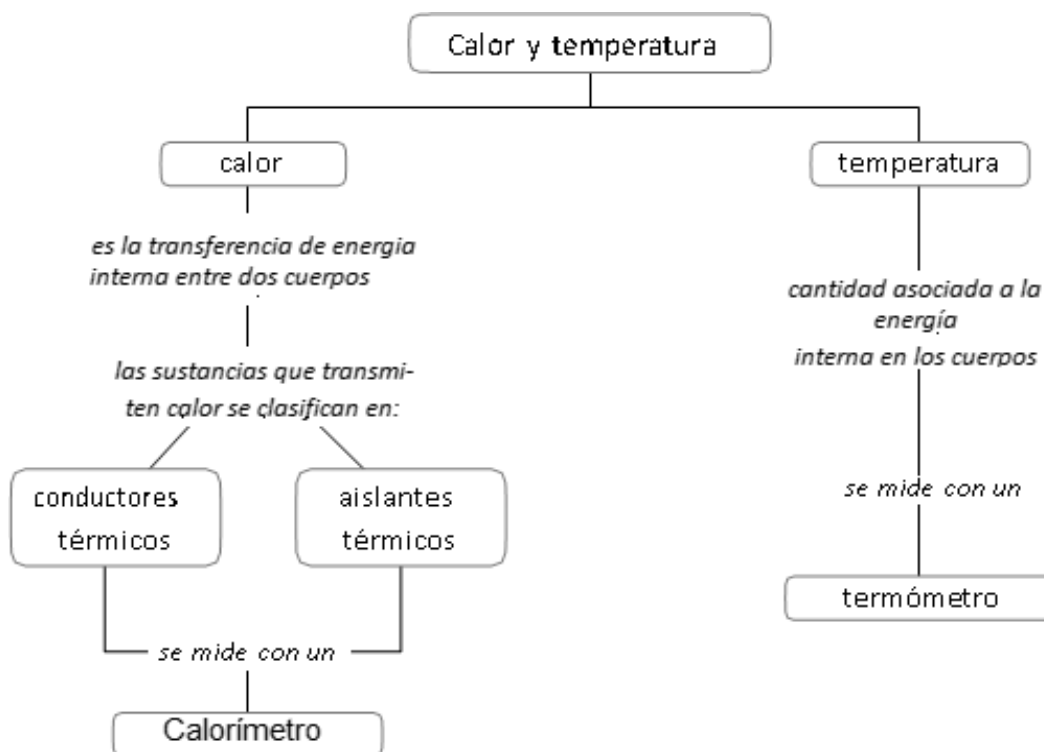 Calor y temperatura
calor
temperatura
es la transferencia de energia
interna entre dos cuerpos
cantidad asociada a la
energía
interna en los cuerpos
las sustancias que transmi-
ten calor se clasifican en:
conductores
térmicos
aislantes
térmicos
se mide con un
termómetro
se mide con un
Calorímetro